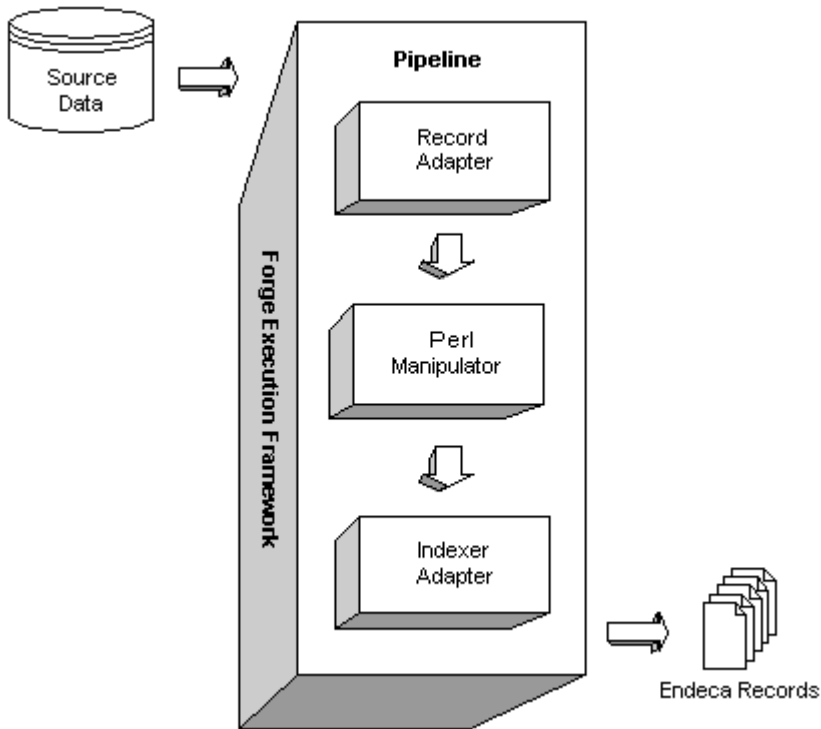 Source
Data
Pipeline
Record
Adapter
Forge Execution Framework
Perl
Manipulator
Indexer
Adapter
Endeca Records